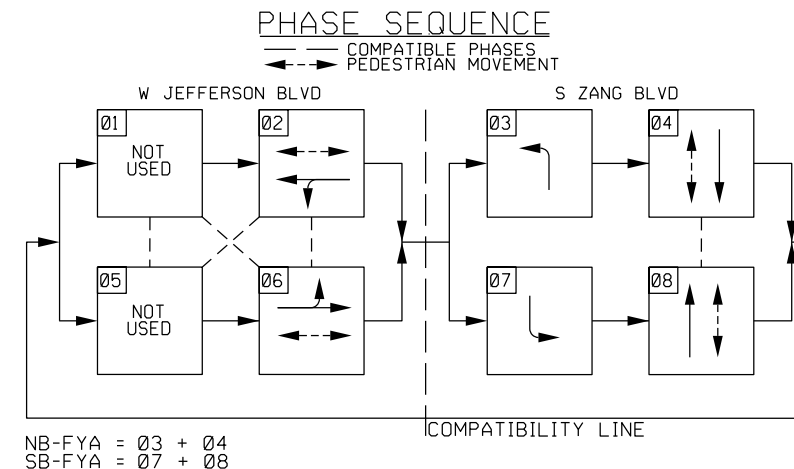 PHASE SEQUENCE
COMPATIBLE PHASES
PEDESTRIAN MOVEMENT
W JEFFERSON BLVD
S ZANG BLVD
Ø1
NOT
USED
Ø2
Ø3
Ø4
Ø5
NOT
USED
Ø6
Ø7
Ø8
COMPATIBILITY LINE
NB-FYA = Ø3 + Ø4
SB-FYA = Ø7 + Ø8